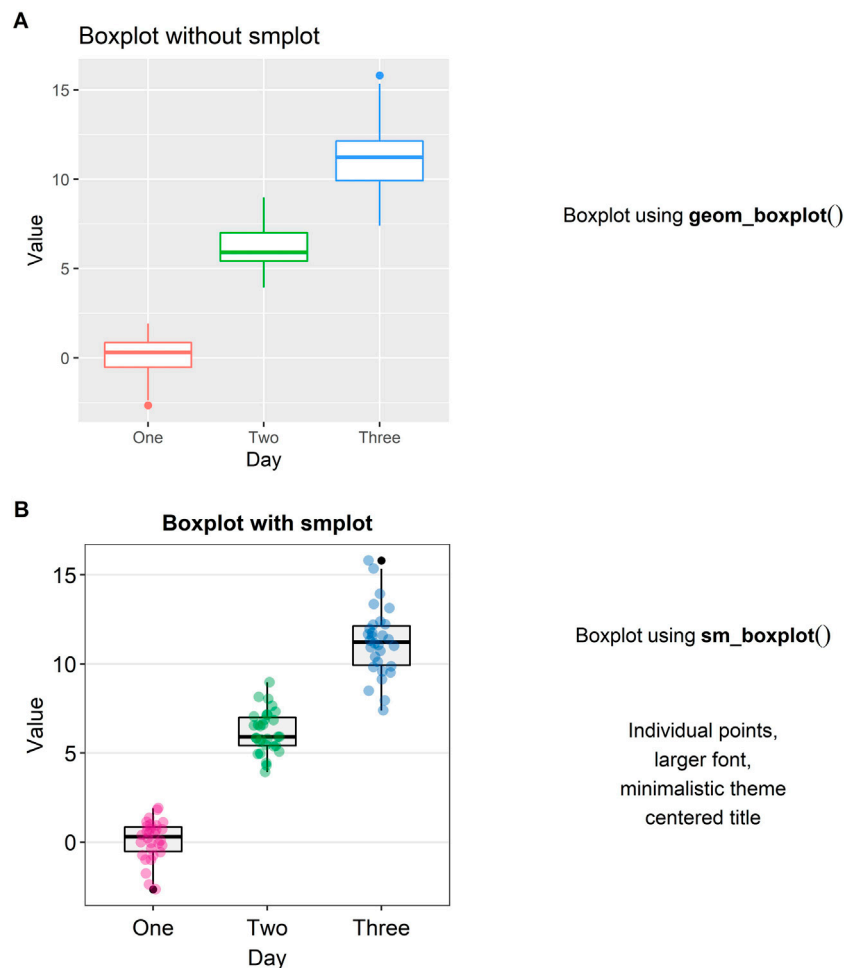 A
Boxplot without smplot
15
10
5
0
Value
One Two Three
Day
Boxplot using geom_boxplot()
B
Boxplot with smplot
15
10
5
0
Value
One Two Three
Day
Boxplot using sm_boxplot()
Individual points,
larger font,
minimalistic theme
centered title